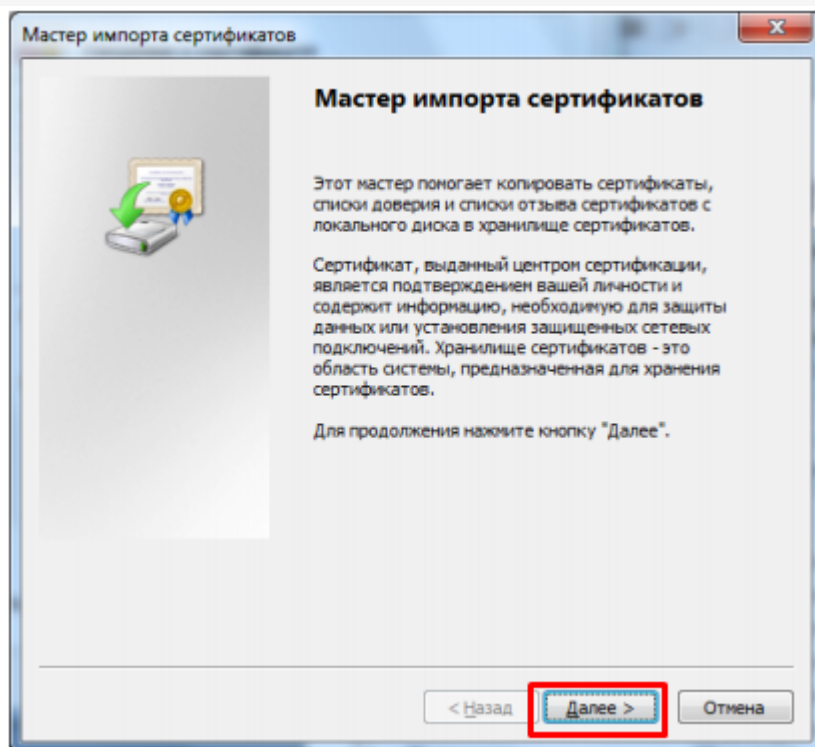 Мастер импорта сертификатов
Мастер импорта сертификатов
Этот мастер помогает копировать сертификаты,
списки доверия и списки отзыва сертификатов с
локального диска в хранилище сертификатов.
Сертификат, выданный центром сертификации,
является подтверждением вашей личности и
содержит информацию, необходимую для защиты
данных или установления защищенных сетевых
подключений. Хранилище сертификатов - это
область системы, предназначенная для хранения
сертификатов.
Для продолжения нажмите кнопку "Далее".
< Назад Далее > Отмена